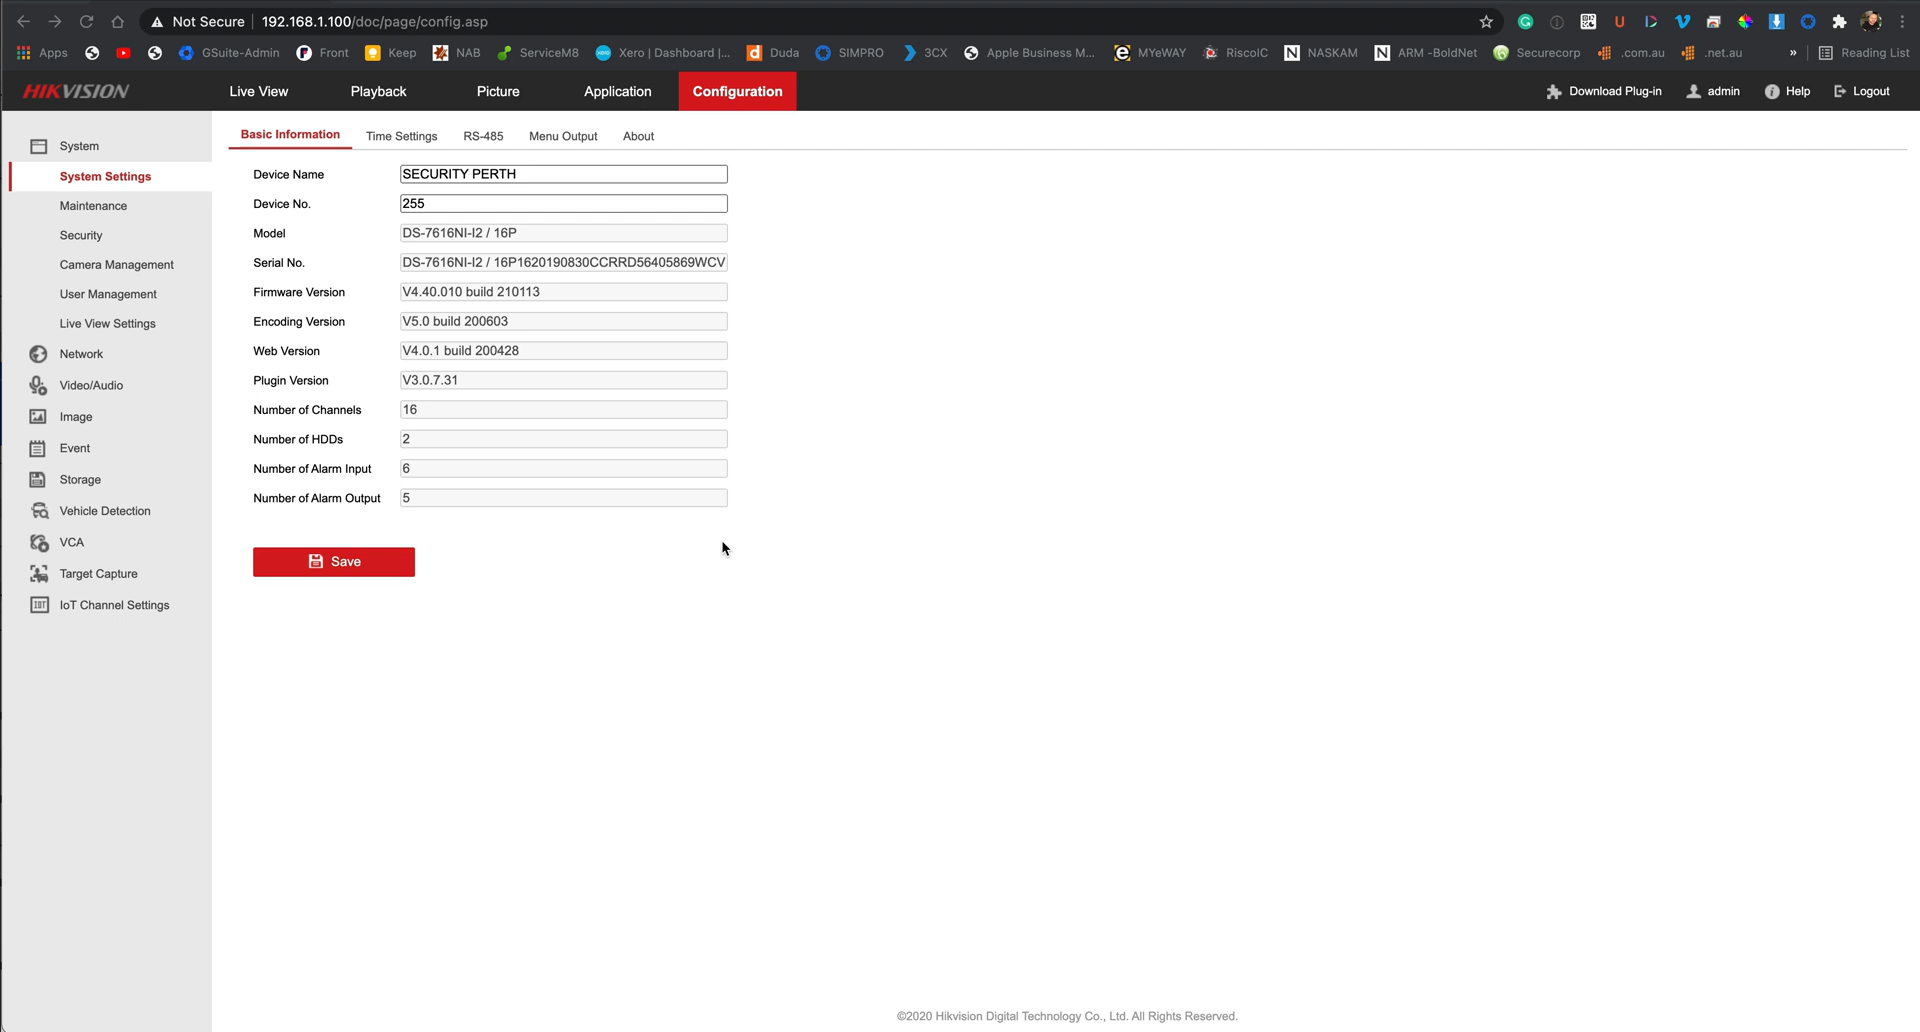 Not Secure 192.168.1.100/doc/page/config.asp
Apps GSuite-Admin Front Keep NAB ServiceM8 Xero | Dashboard |... Duda SIMPRO 3CX Apple Business M... MYeWAY RiscoIC NASKAM ARM -BoldNet Securecorp .com.au .net.au » Reading List
HIKVISION Live View Playback Picture Application Configuration Download Plug-in admin Help Logout
System
System Settings
Maintenance
Security
Camera Management
User Management
Live View Settings
Network
Video/Audio
Image
Event
Storage
Vehicle Detection
VCA
Target Capture
IoT Channel Settings
Basic Information Time Settings RS-485 Menu Output About
Device Name SECURITY PERTH
Device No. 255
Model DS-7616NI-I2 / 16P
Serial No. DS-7616NI-I2 / 16P1620190830CCRRD56405869WCV
Firmware Version V4.40.010 build 210113
Encoding Version V5.0 build 200603
Web Version V4.0.1 build 200428
Plugin Version V3.0.7.31
Number of Channels 16
Number of HDDs 2
Number of Alarm Input 6
Number of Alarm Output 5
Save
©2020 Hikvision Digital Technology Co., Ltd. All Rights Reserved.